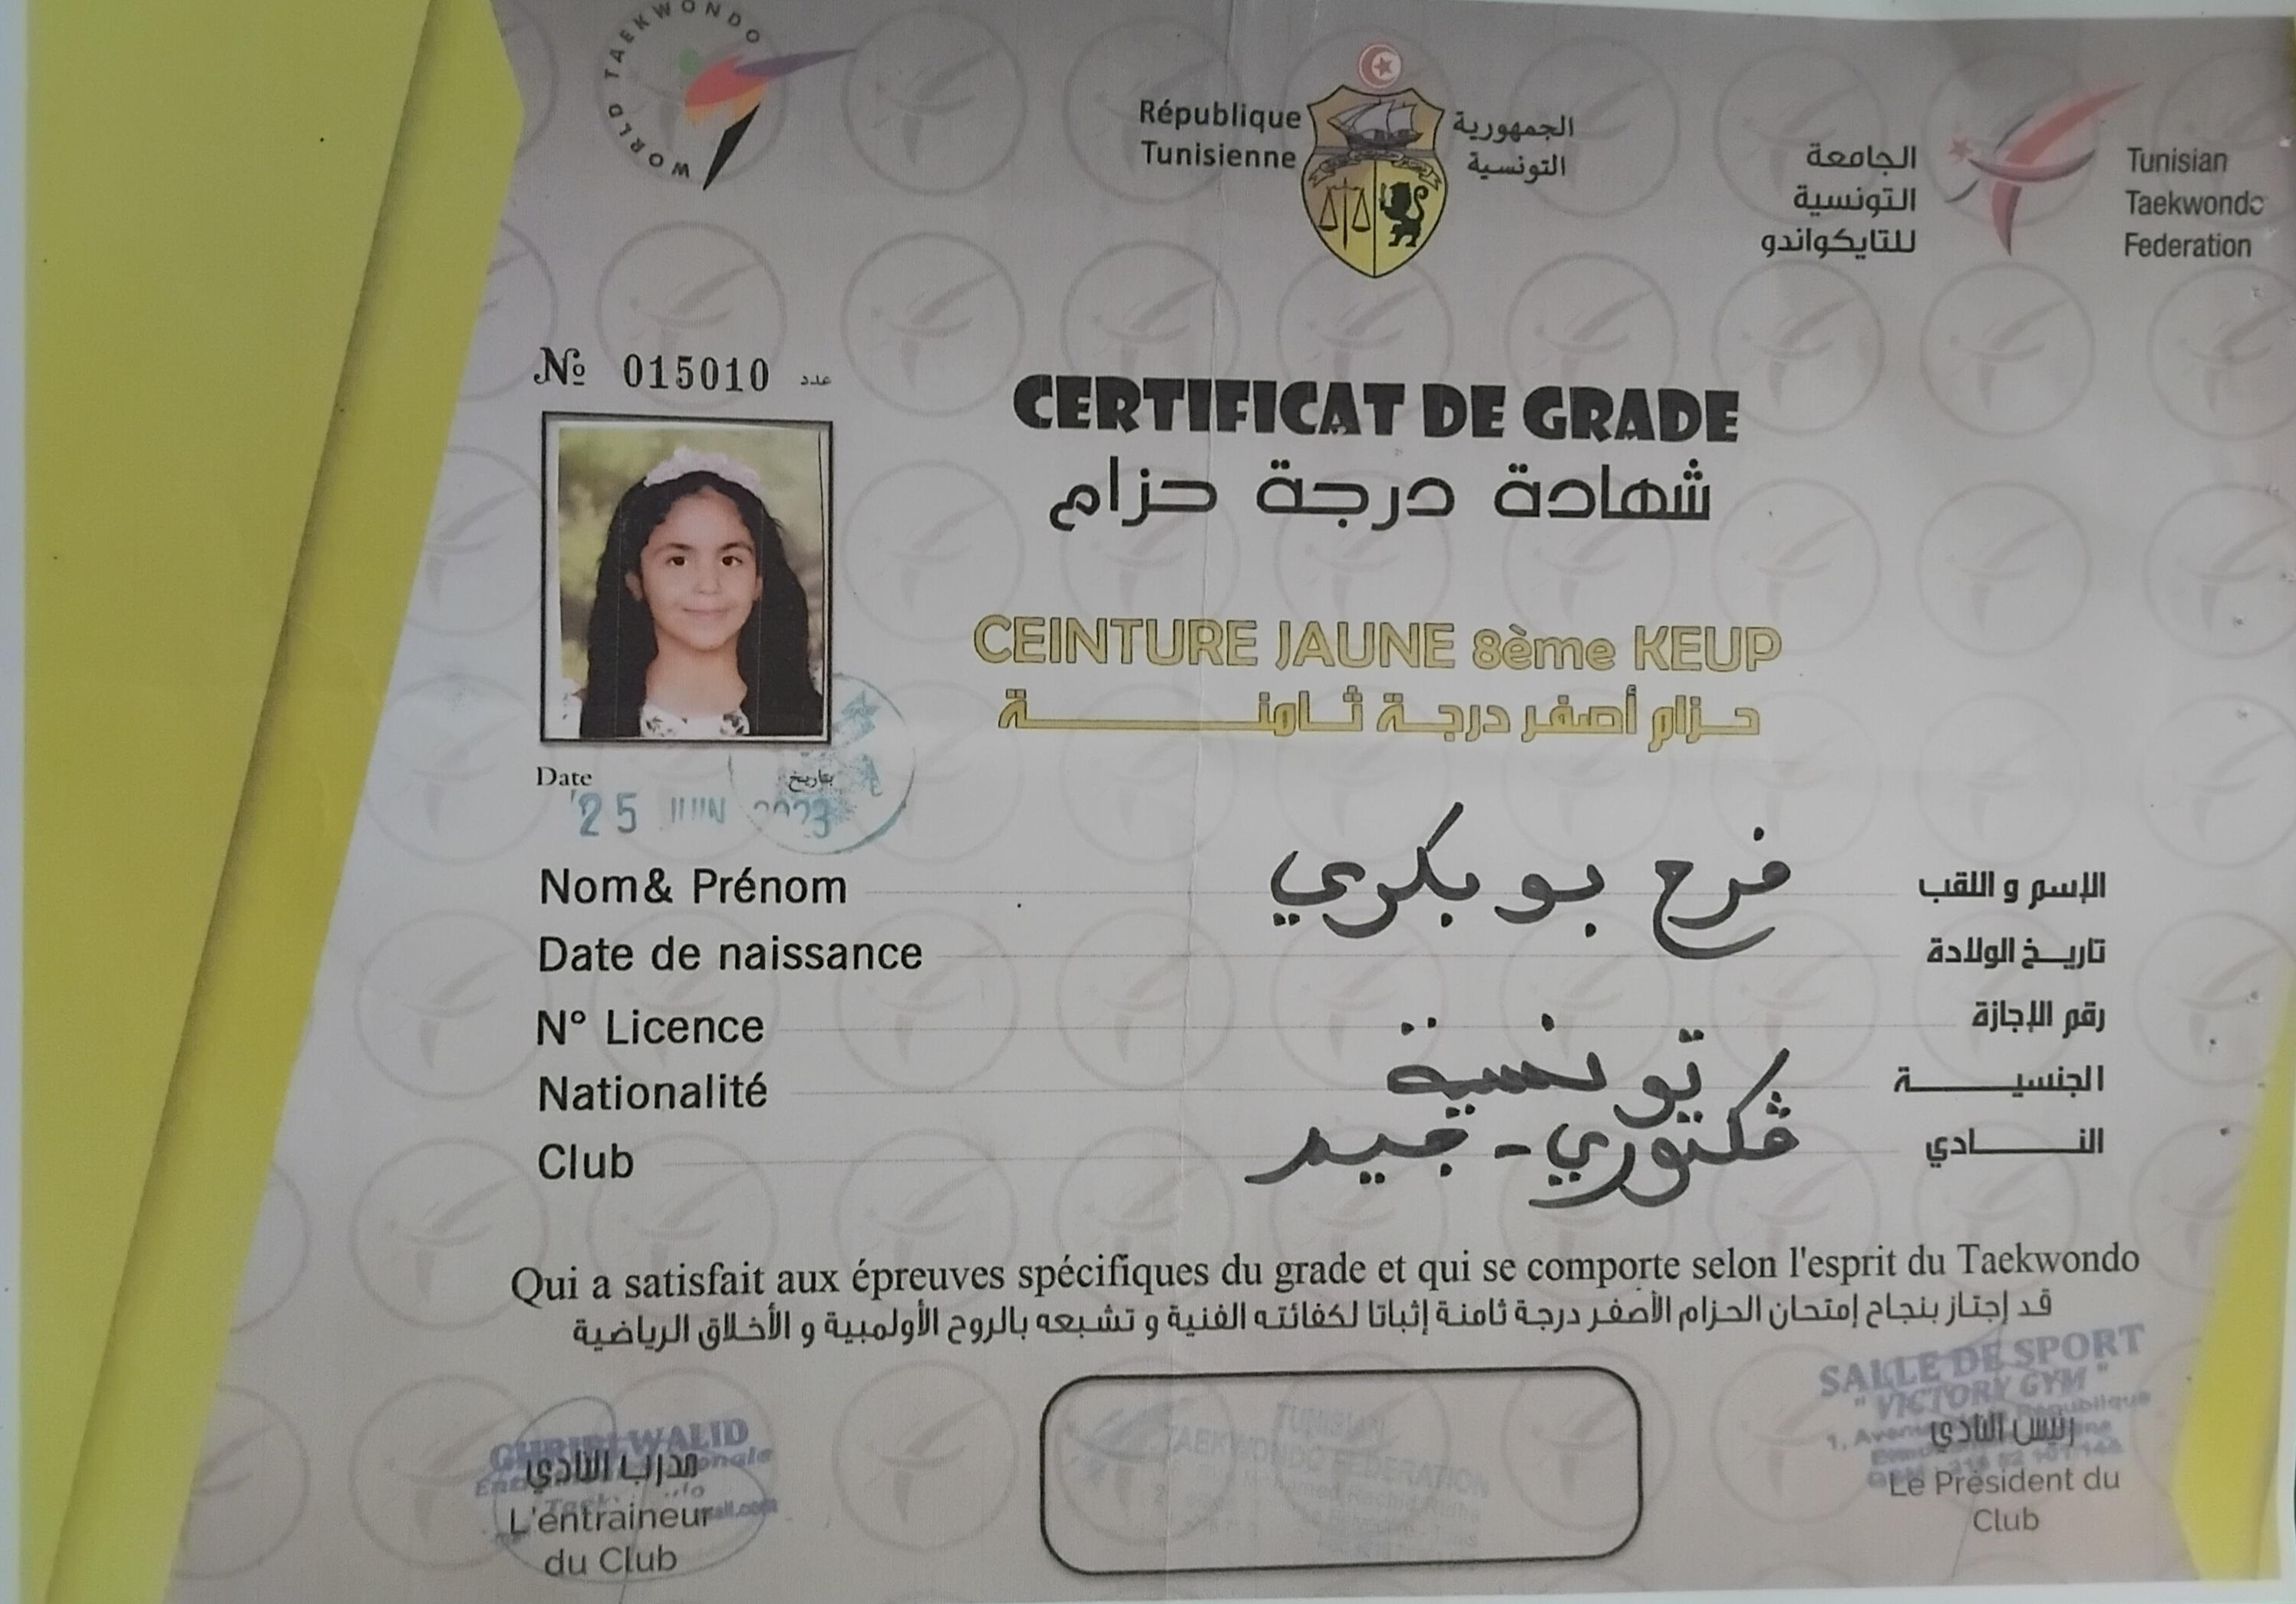 WORLD TAEKWONDO
République
Tunisienne
الجمهورية
التونسية
الجامعة
التونسية
للتايكواندو
Tunisian
Taekwondo
Federation
№ 015010 عدد
CERTIFICAT DE GRADE
شهادة درجة حزام
CEINTURE JAUNE 8ème KEUP
حزام أصفر درجة ثامنة
Date بتاريخ
25 JUIN 2023
Nom& Prénom فرح بوبكري الإسم و اللقب
Date de naissance تاريخ الولادة
N° Licence رقم الإجازة
Nationalité تونسية الجنسية
Club ڤكتوري - جيم النادي
Qui a satisfait aux épreuves spécifiques du grade et qui se comporte selon l'esprit du Taekwondo
قد إجتاز بنجاح إمتحان الحزام الأصفر درجة ثامنة إثباتا لكفائته الفنية و تشبعه بالروح الأولمبية و الأخلاق الرياضية
WALID
مدرب النادي
L'entraineur
du Club
TUNISIAN
TAEKWONDO FEDERATION
SALLE DE SPORT
"VICTORY GYM"
رئيس النادي
Le Président du
Club